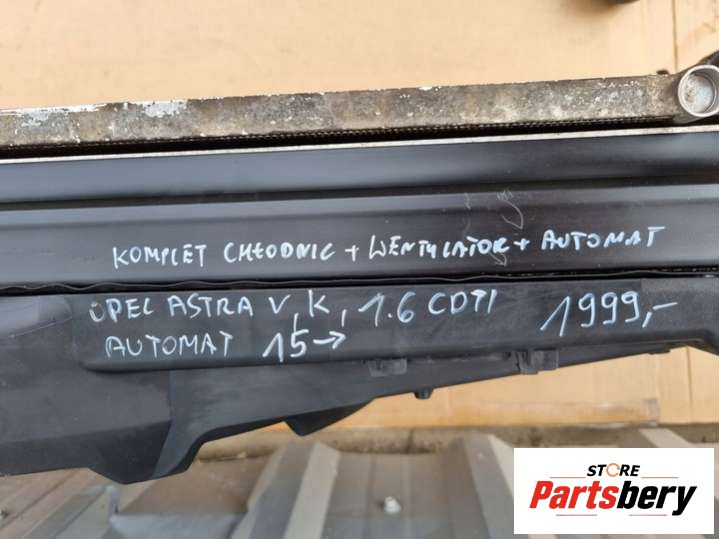 KOMPLET CHŁODNIC + WENTYLATOR + AUTOMAT
OPEL ASTRA V, K, 1.6 CDTI 1999,-
AUTOMAT 15→
STORE
Partsbery